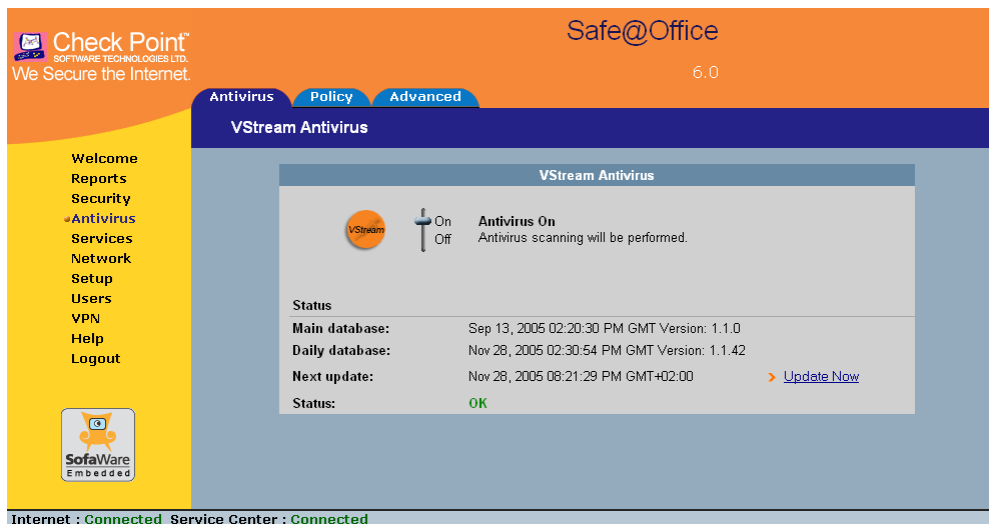 Check Point™
SOFTWARE TECHNOLOGIES LTD.
We Secure the Internet.
Safe@Office
6.0
Antivirus Policy Advanced
VStream Antivirus
Welcome
Reports
Security
Antivirus
Services
Network
Setup
Users
VPN
Help
Logout
SofaWare
Embedded
VStream Antivirus
VStream
On
Off
Antivirus On
Antivirus scanning will be performed.
Status
Main database: Sep 13, 2005 02:20:30 PM GMT Version: 1.1.0
Daily database: Nov 28, 2005 02:30:54 PM GMT Version: 1.1.42
Next update: Nov 28, 2005 08:21:29 PM GMT+02:00 Update Now
Status: OK
Internet : Connected Service Center : Connected